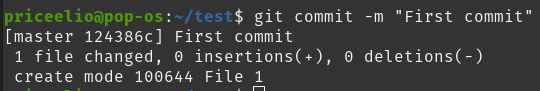 priceelio@pop-os:~/test$ git commit -m "First commit"
[master 124386c] First commit
 1 file changed, 0 insertions(+), 0 deletions(-)
 create mode 100644 File 1